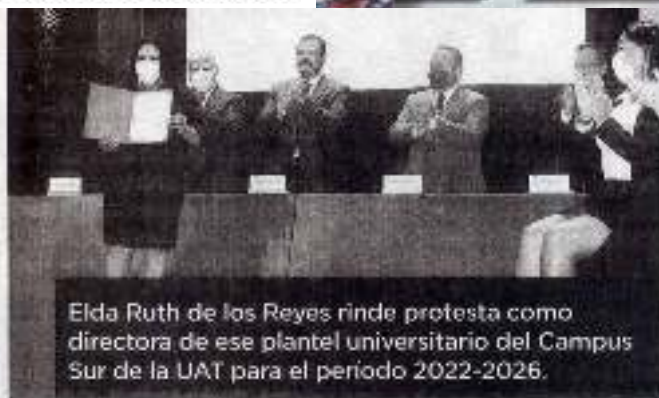 Elda Ruth de los Reyes rinde protesta como
directora de ese plantel universitario del Campus
Sur de la UAT para el periodo 2022-2026.